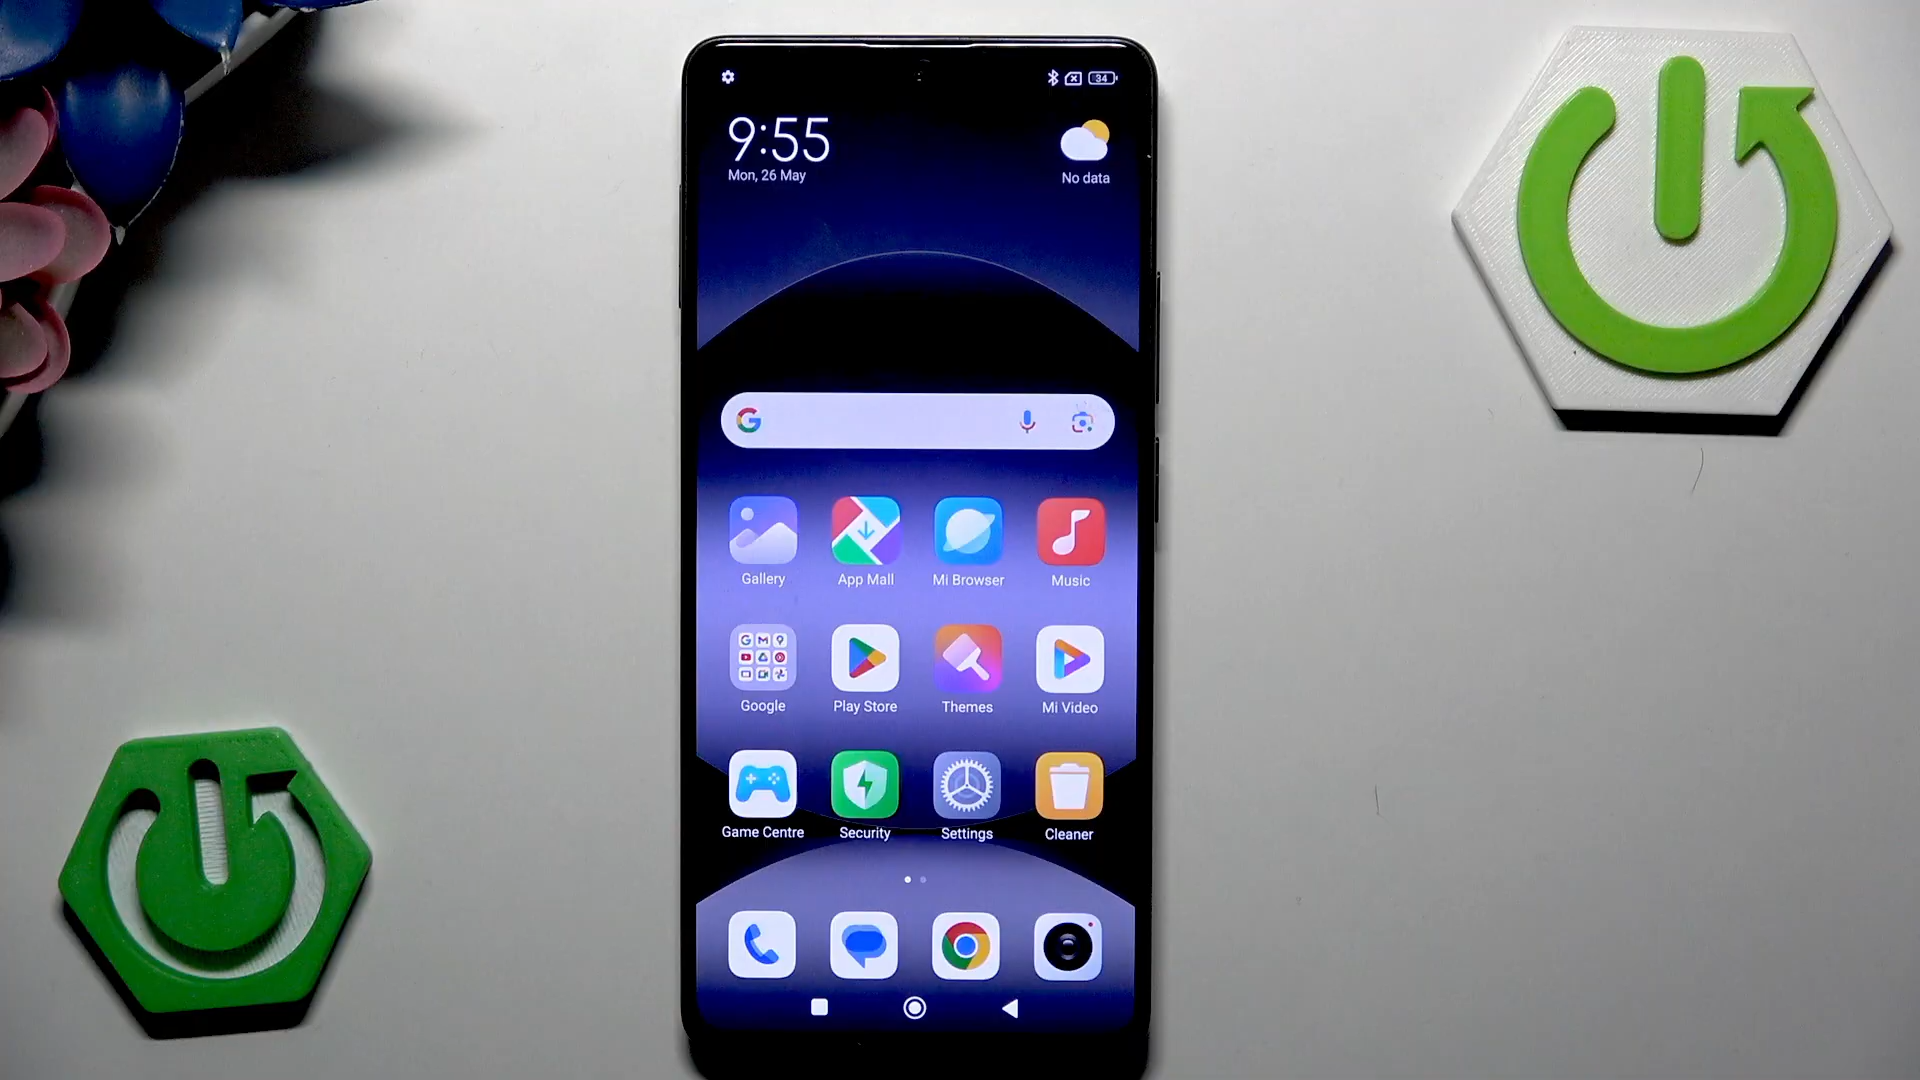 34
9:55
Mon, 26 May
No data
Gallery
App Mall
Mi Browser
Music
Google
Play Store
Themes
Mi Video
Game Centre
Security
Settings
Cleaner